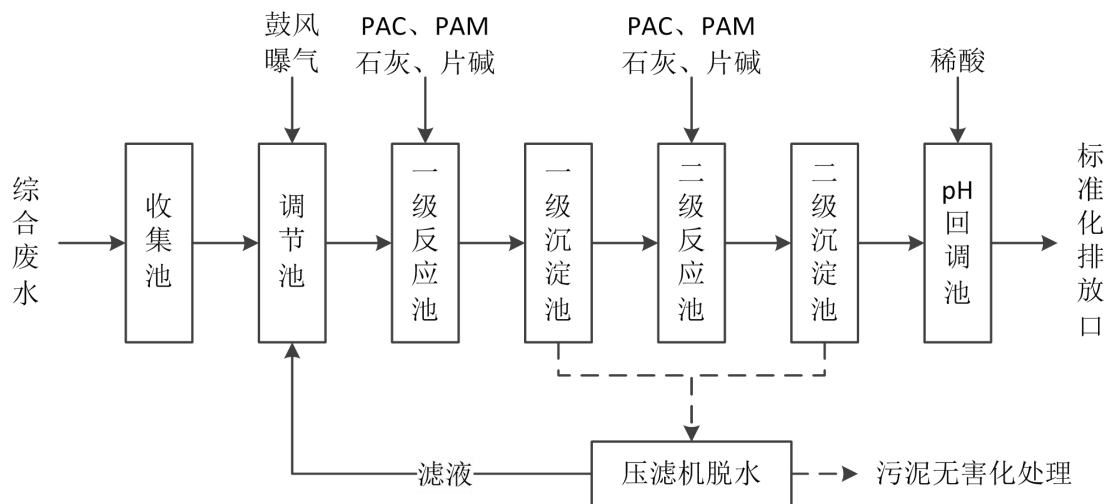 鼓风
曝气
PAC、PAM
石灰、片碱
PAC、PAM
石灰、片碱
稀酸
综合废水
收集池
调节池
一级反应池
一级沉淀池
二级反应池
二级沉淀池
pH
回调池
标准化排放口
滤液
压滤机脱水
污泥无害化处理